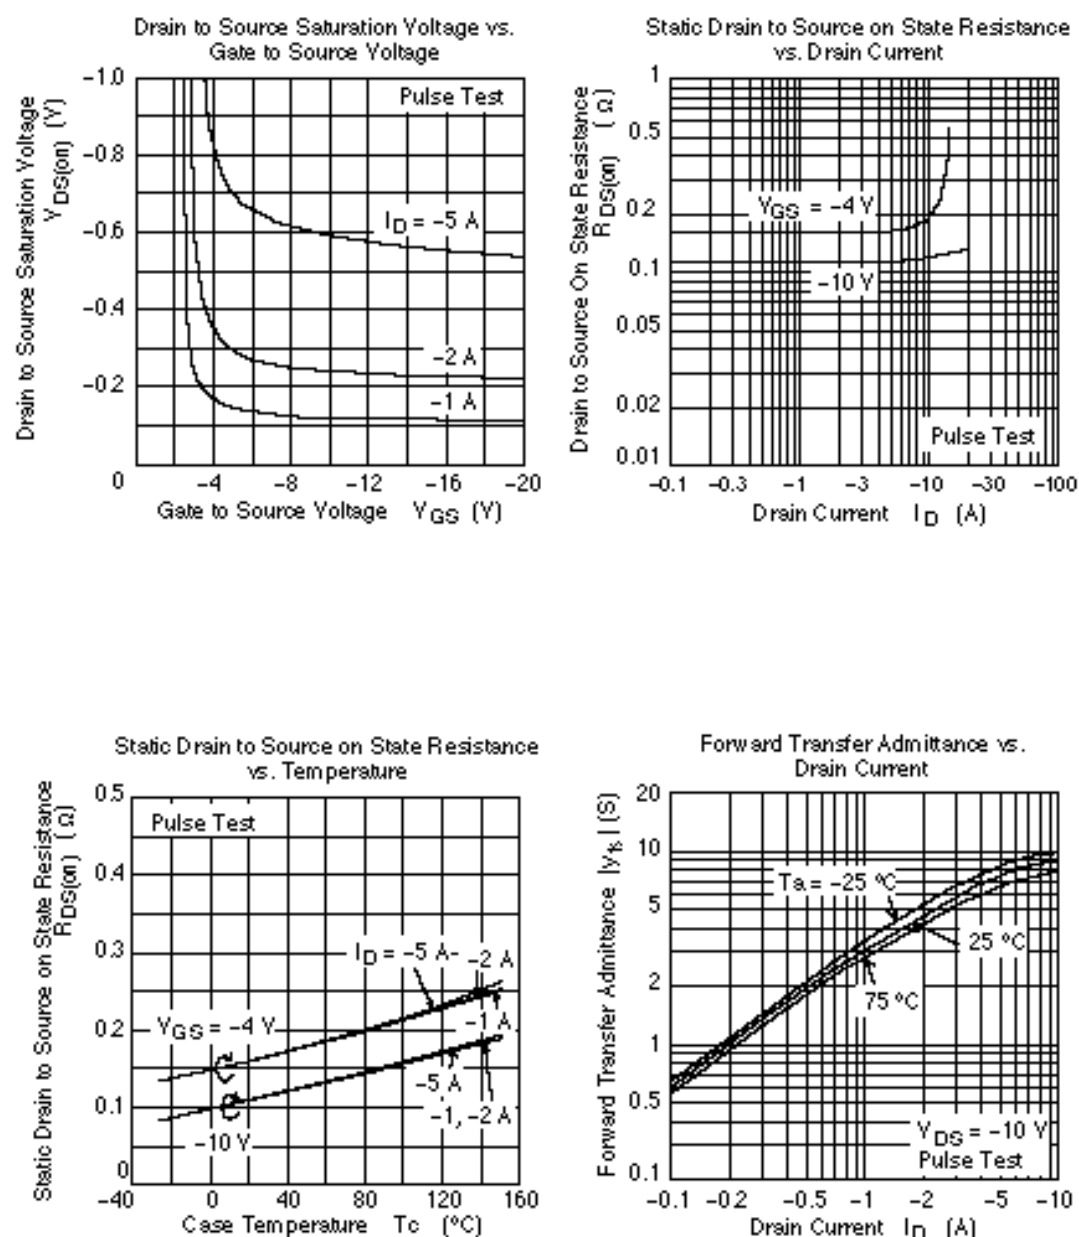 Drain to Source Saturation Voltage vs.
Gate to Source Voltage
Drain to Source Saturation Voltage
V DS(on) (V)
−1.0
−0.8
−0.6
−0.4
−0.2
0
Pulse Test
I D = −5 A
−2 A
−1 A
−4 −8 −12 −16 −20
Gate to Source Voltage V GS (V)
Static Drain to Source on State Resistance
vs. Drain Current
Drain to Source On State Resistance
R DS(on) ( Ω)
1
0.5
0.2
0.1
0.05
0.02
0.01
V GS = −4 V
−10 V
Pulse Test
−0.1 −0.3 −1 −3 −10 −30 −100
Drain Current I D (A)
Static Drain to Source on State Resistance
vs. Temperature
Static Drain to Source on State Resistance
R DS(on) ( Ω)
0.5
0.4
0.3
0.2
0.1
0
Pulse Test
I D = −5 A
−2 A
V GS = −4 V
−1 A
−5 A
−1, −2 A
−10 V
−40 0 40 80 120 160
Case Temperature Tc (°C)
Forward Transfer Admittance vs.
Drain Current
Forward Transfer Admittance |y fs | (S)
20
10
5
2
1
0.5
0.1
Ta = −25 °C
25 °C
75 °C
V DS = −10 V
Pulse Test
−0.1 −0.2 −0.5 −1 −2 −5 −10
Drain Current I D (A)